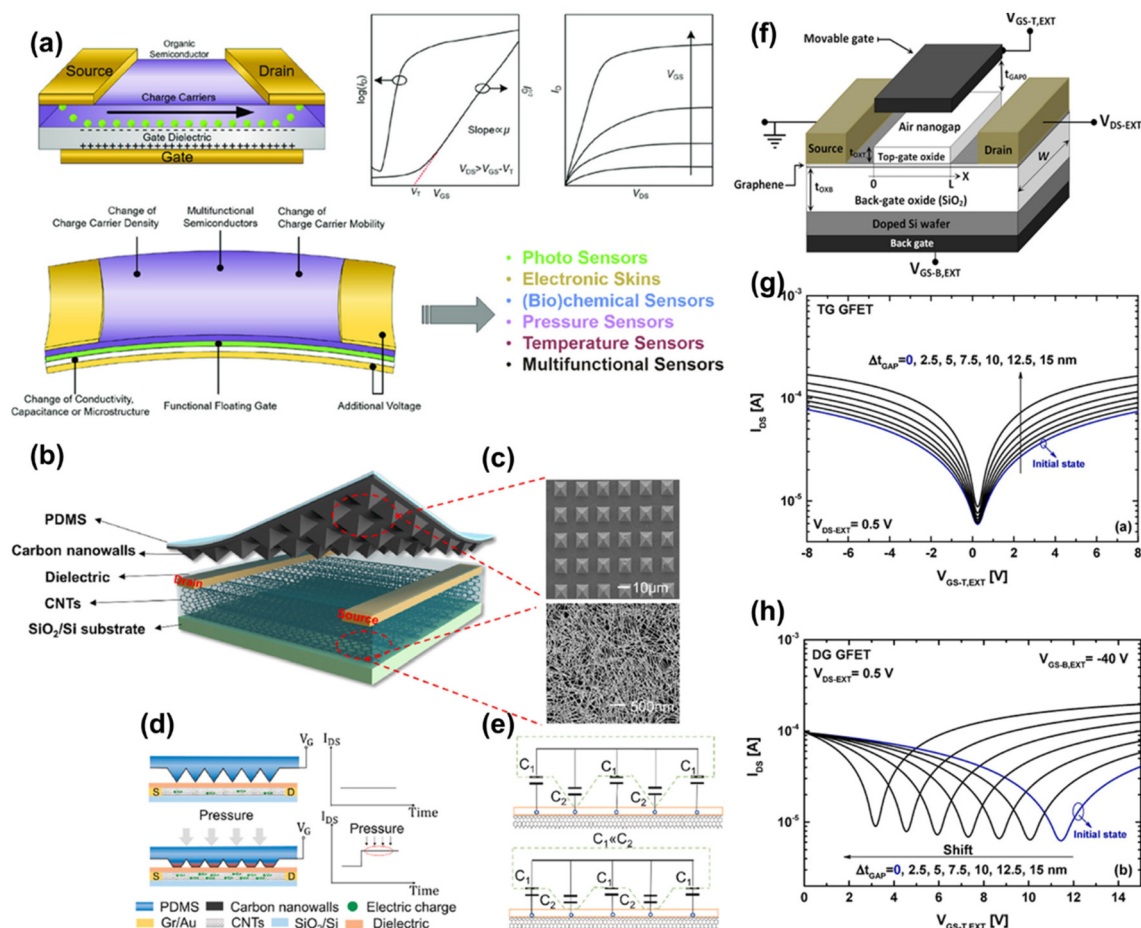 (a)
Organic
Semiconductor
Source
Drain
Charge Carriers
Gate Dielectric
Gate
log(I_D)
Slope∝μ
V_DS>V_GS-V_T
V_T
V_GS
I_D
V_GS
V_DS
Change of
Charge Carrier Density
Multifunctional
Semiconductors
Change of
Charge Carrier Mobility
Change of Conductivity,
Capacitance or Microstructure
Functional Floating Gate
Additional Voltage
• Photo Sensors
• Electronic Skins
• (Bio)chemical Sensors
• Pressure Sensors
• Temperature Sensors
• Multifunctional Sensors
(b)
PDMS
Carbon nanowalls
Dielectric
CNTs
SiO₂/Si substrate
Drain
Source
(c)
10μm
500nm
(d)
V_G
S
D
I_DS
Time
Pressure
V_G
S
D
I_DS
Pressure
Time
PDMS
Carbon nanowalls
Electric charge
Gr/Au
CNTs
SiO₂/Si
Dielectric
(e)
C₁
C₁
C₁
C₂
C₂
C₁≪C₂
C₁
C₁
C₁
C₂
C₂
(f)
V_GS-T,EXT
Movable gate
t_GAP0
Air nanogap
V_DS-EXT
Source
Drain
t_OXT
Top-gate oxide
W
Graphene
0
L
X
t_OXB
Back-gate oxide (SiO₂)
Doped Si wafer
Back gate
V_GS-B,EXT
(g)
10⁻³
TG GFET
Δt_GAP=0, 2.5, 5, 7.5, 10, 12.5, 15 nm
10⁻⁴
I_DS [A]
Initial state
10⁻⁵
V_DS-EXT= 0.5 V
(a)
-8 -6 -4 -2 0 2 4 6 8
V_GS-T,EXT [V]
(h)
10⁻³
DG GFET
V_GS-B,EXT = -40 V
V_DS-EXT= 0.5 V
10⁻⁴
I_DS [A]
10⁻⁵
Initial state
Shift
Δt_GAP=0, 2.5, 5, 7.5, 10, 12.5, 15 nm
(b)
10⁻⁶
0 2 4 6 8 10 12 14
V_GS-T,EXT [V]